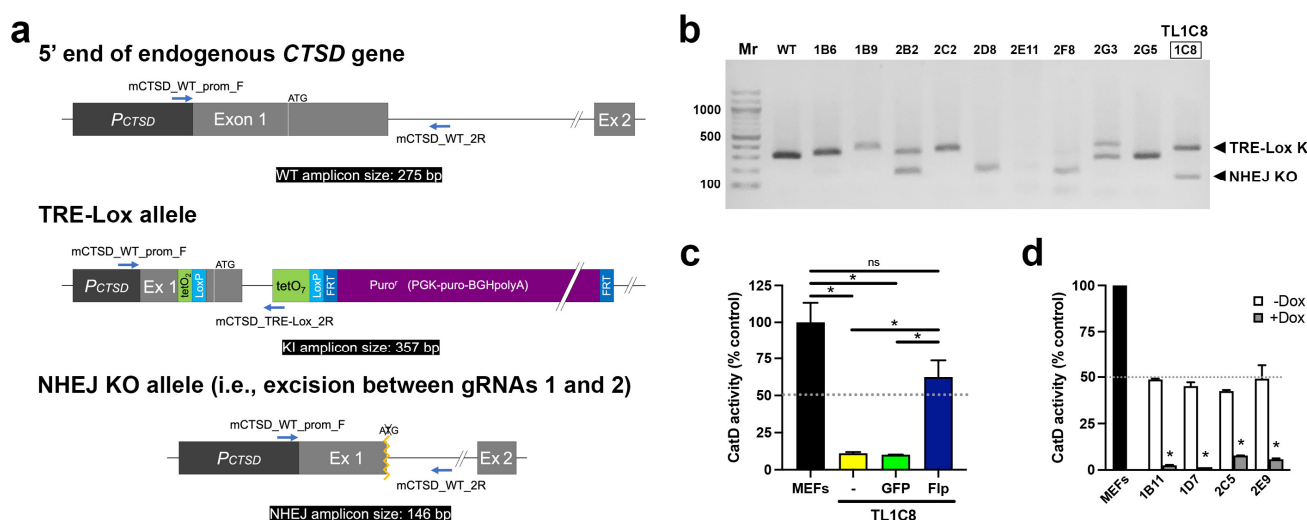 a
5' end of endogenous CTSD gene
mCTSD_WT_prom_F
ATG
PCTSD
Exon 1
Ex 2
mCTSD_WT_2R
WT amplicon size: 275 bp
TRE-Lox allele
mCTSD_WT_prom_F
ATG
PCTSD
Ex 1
tetO2
LoxP
tetO7
LoxP
FRT
Puroʳ (PGK-puro-BGHpolyA)
FRT
mCTSD_TRE-Lox_2R
KI amplicon size: 357 bp
NHEJ KO allele (i.e., excision between gRNAs 1 and 2)
mCTSD_WT_prom_F
ATG
X
PCTSD
Ex 1
Ex 2
mCTSD_WT_2R
NHEJ amplicon size: 146 bp
b
TL1C8
Mr WT 1B6 1B9 2B2 2C2 2D8 2E11 2F8 2G3 2G5 1C8
1000
500
100
TRE-Lox K
NHEJ KO
c
ns
*
*
*
*
CatD activity (% control)
125
100
75
50
25
0
MEFs - GFP Flp
TL1C8
d
-Dox
+Dox
CatD activity (% control)
100
75
50
25
0
* * * *
MEFs 1B11 1D7 2C5 2E9